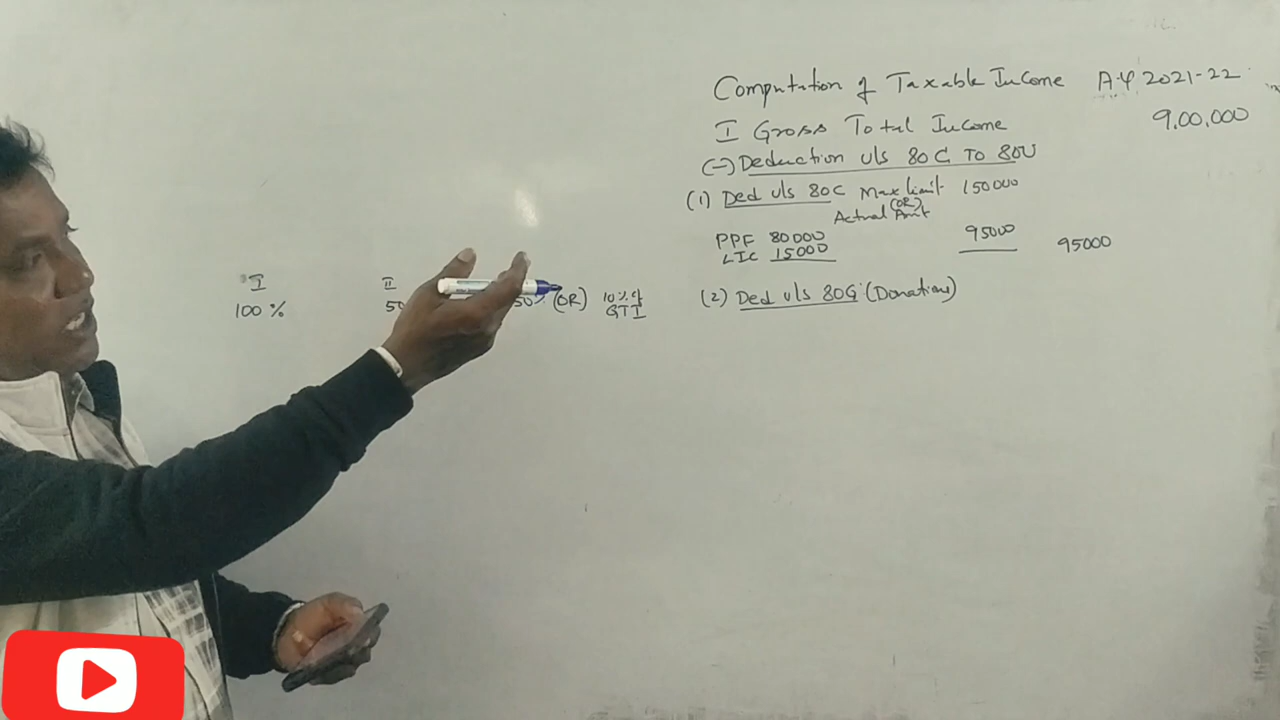 Computation of Taxable Income A.Y 2021-22
I Gross Total Income 9,00,000
(-) Deduction u/s 80C TO 80U
(1) Ded u/s 80C Max limit 150000
(OR)
Actual Amt
PPF 80000 95000 95000
LIC 15000
(2) Ded u/s 80G (Donation)
I II
100% 50 50 (OR) 10% of
GTI